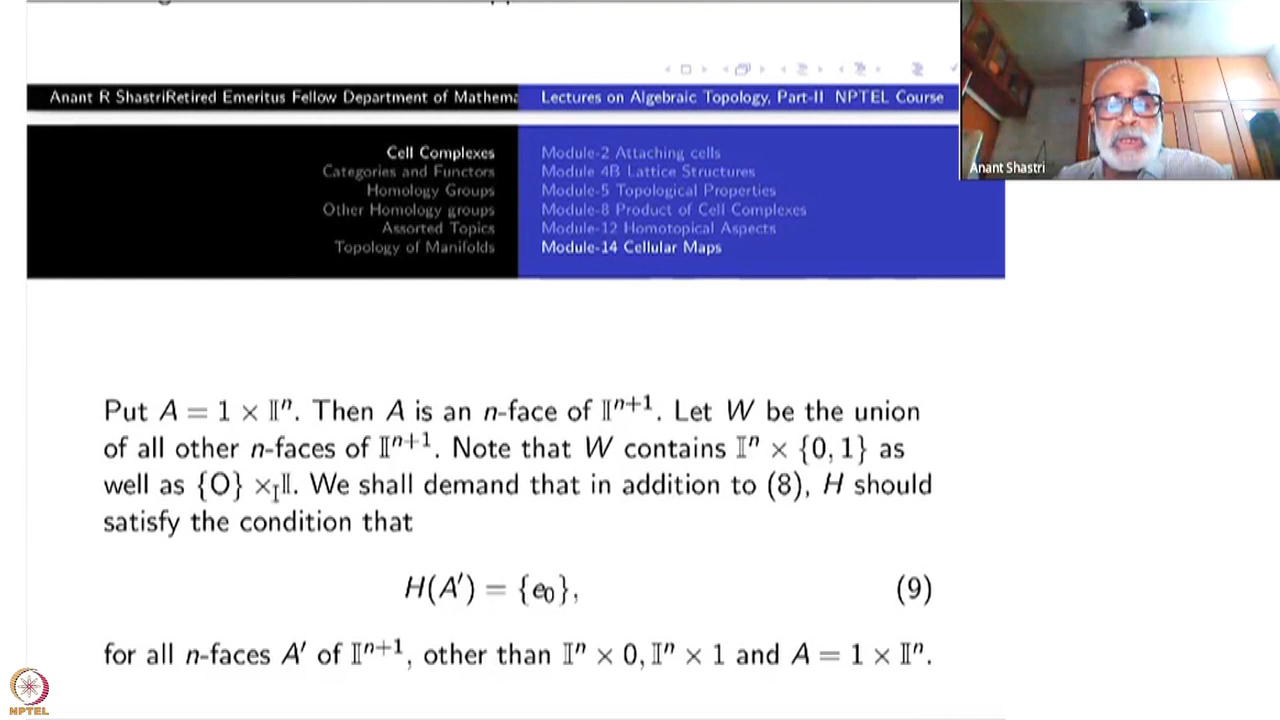 Anant R ShastriRetired Emeritus Fellow Department of Mathema
Lectures on Algebraic Topology, Part-II NPTEL Course
Anant Shastri
Cell Complexes
Categories and Functors
Homology Groups
Other Homology groups
Assorted Topics
Topology of Manifolds
Module-2 Attaching cells
Module 4B Lattice Structures
Module-5 Topological Properties
Module-8 Product of Cell Complexes
Module-12 Homotopical Aspects
Module-14 Cellular Maps
Put A = 1 × 𝕀ⁿ. Then A is an n-face of 𝕀ⁿ⁺¹. Let W be the union
of all other n-faces of 𝕀ⁿ⁺¹. Note that W contains 𝕀ⁿ × {0, 1} as
well as {O} × 𝕀. We shall demand that in addition to (8), H should
satisfy the condition that
H(A′) = {e₀}, (9)
for all n-faces A′ of 𝕀ⁿ⁺¹, other than 𝕀ⁿ × 0, 𝕀ⁿ × 1 and A = 1 × 𝕀ⁿ.
NPTEL